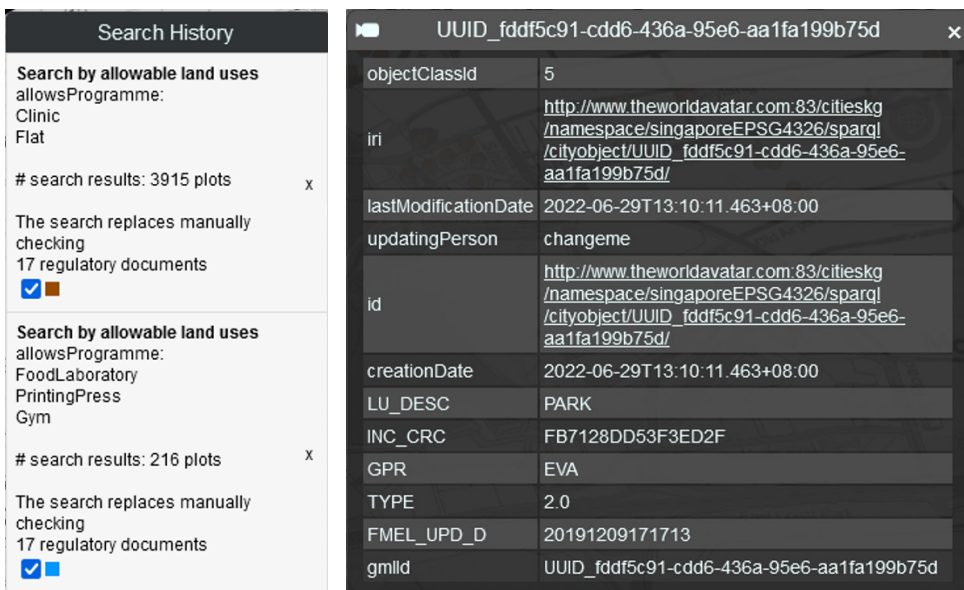 Search History
Search by allowable land uses
allowsProgramme:
Clinic
Flat
# search results: 3915 plots
x
The search replaces manually
checking
17 regulatory documents
Search by allowable land uses
allowsProgramme:
FoodLaboratory
PrintingPress
Gym
# search results: 216 plots
x
The search replaces manually
checking
17 regulatory documents
UUID_fddf5c91-cdd6-436a-95e6-aa1fa199b75d
×
objectClassId 5
iri http://www.theworldavatar.com:83/citieskg
/namespace/singaporeEPSG4326/sparql
/cityobject/UUID_fddf5c91-cdd6-436a-95e6-
aa1fa199b75d/
lastModificationDate 2022-06-29T13:10:11.463+08:00
updatingPerson changeme
id http://www.theworldavatar.com:83/citieskg
/namespace/singaporeEPSG4326/sparql
/cityobject/UUID_fddf5c91-cdd6-436a-95e6-
aa1fa199b75d/
creationDate 2022-06-29T13:10:11.463+08:00
LU_DESC PARK
INC_CRC FB7128DD53F3ED2F
GPR EVA
TYPE 2.0
FMEL_UPD_D 20191209171713
gmlId UUID_fddf5c91-cdd6-436a-95e6-aa1fa199b75d